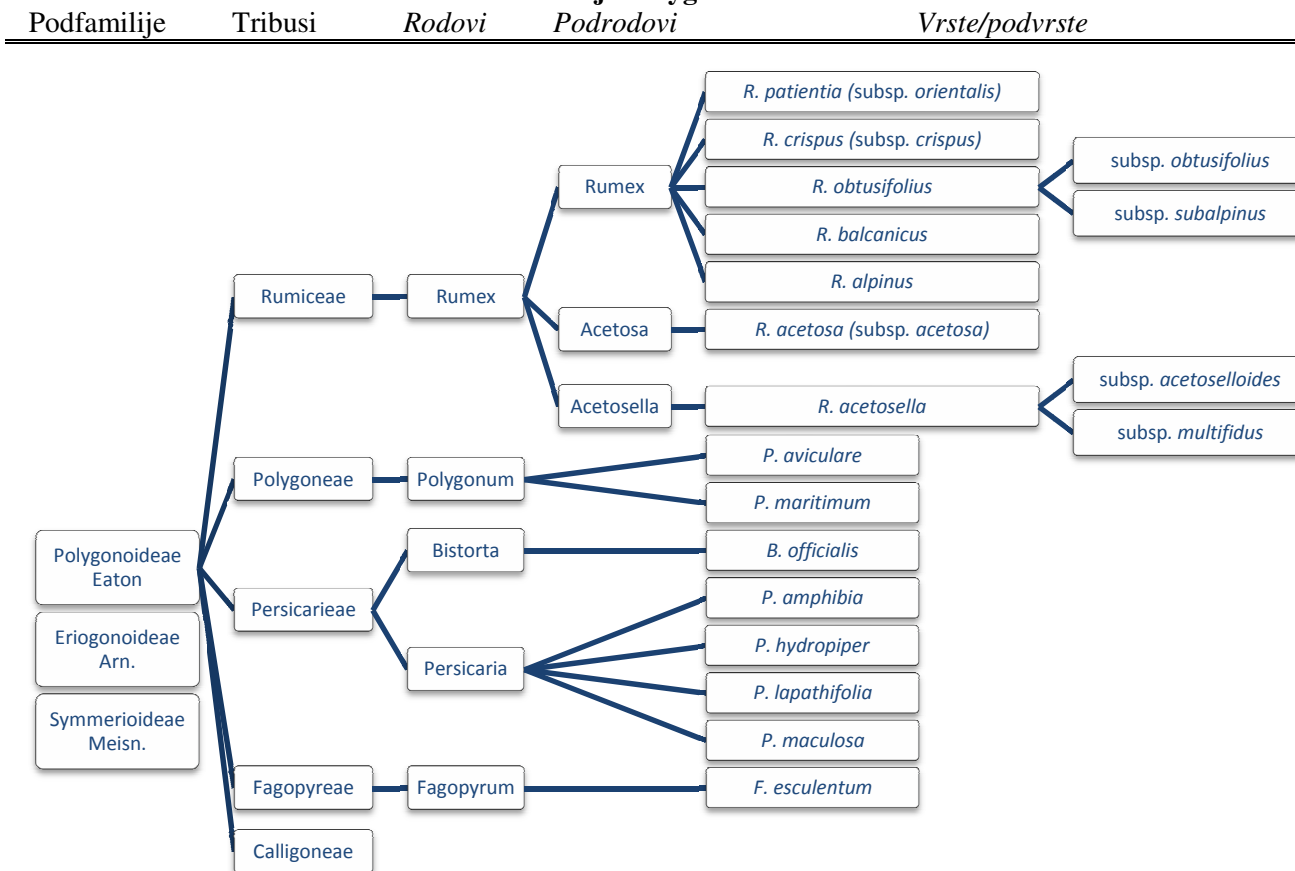 Podfamilije Tribusi Rodovi Podrodovi Vrste/podvrste
R. patientia (subsp. orientalis)
R. crispus (subsp. crispus)
Rumex
R. obtusifolius
subsp. obtusifolius
subsp. subalpinus
R. balcanicus
R. alpinus
Rumiceae
Rumex
Acetosa
R. acetosa (subsp. acetosa)
Acetosella
R. acetosella
subsp. acetoselloides
subsp. multifidus
Polygoneae
Polygonum
P. aviculare
P. maritimum
Polygonoideae
Eaton
Persicarieae
Bistorta
B. officialis
Persicaria
P. amphibia
P. hydropiper
P. lapathifolia
P. maculosa
Eriogonoideae
Arn.
Symmerioideae
Meisn.
Fagopyreae
Fagopyrum
F. esculentum
Calligoneae